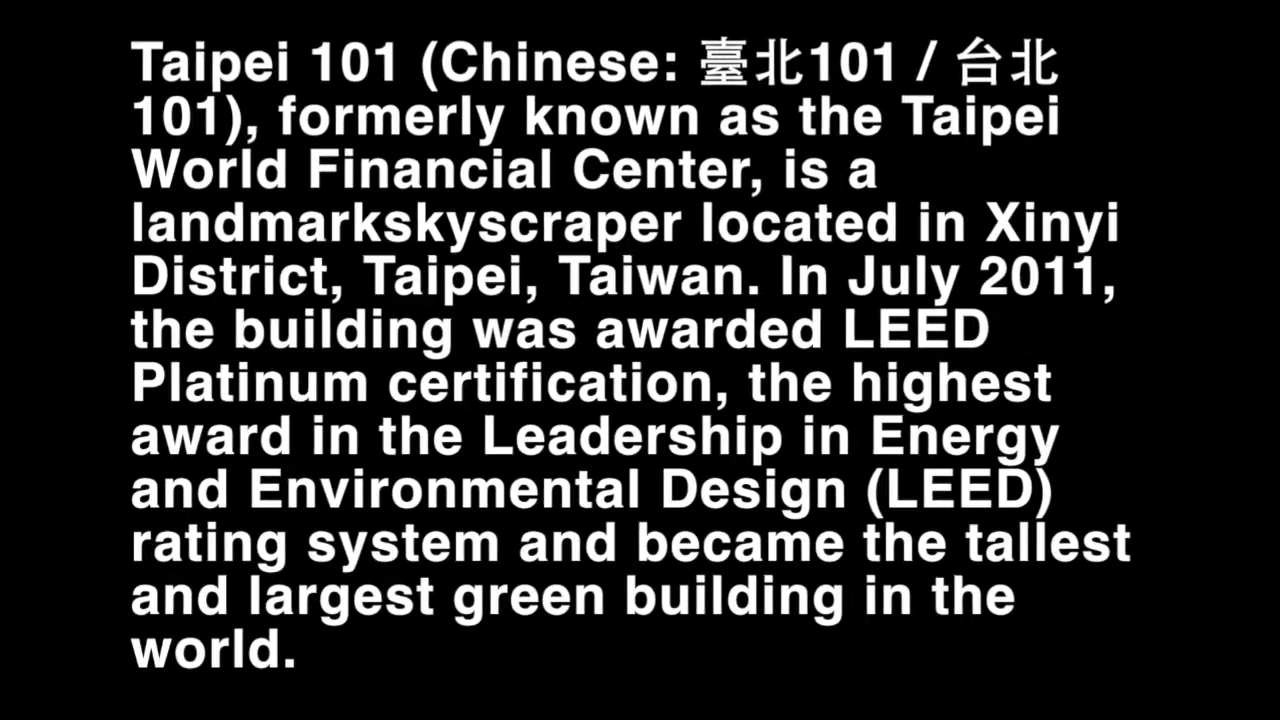 Taipei 101 (Chinese: 臺北101 / 台北
101), formerly known as the Taipei
World Financial Center, is a
landmarkskyscraper located in Xinyi
District, Taipei, Taiwan. In July 2011,
the building was awarded LEED
Platinum certification, the highest
award in the Leadership in Energy
and Environmental Design (LEED)
rating system and became the tallest
and largest green building in the
world.